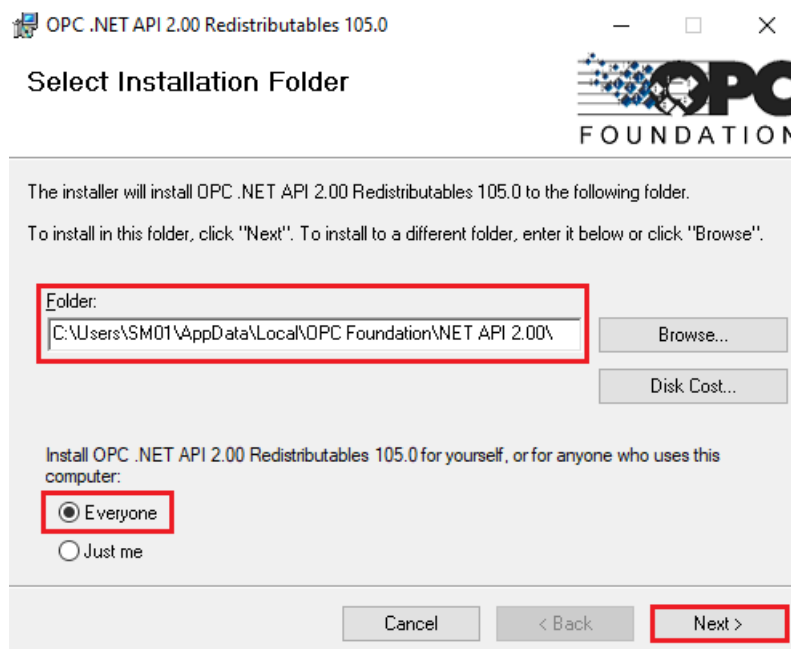 OPC .NET API 2.00 Redistributables 105.0
Select Installation Folder
OPC
FOUNDATION
The installer will install OPC .NET API 2.00 Redistributables 105.0 to the following folder.
To install in this folder, click "Next". To install to a different folder, enter it below or click "Browse".
Folder:
C:\Users\SM01\AppData\Local\OPC Foundation\NET API 2.00\
Browse...
Disk Cost...
Install OPC .NET API 2.00 Redistributables 105.0 for yourself, or for anyone who uses this
computer:
Everyone
Just me
Cancel
< Back
Next >